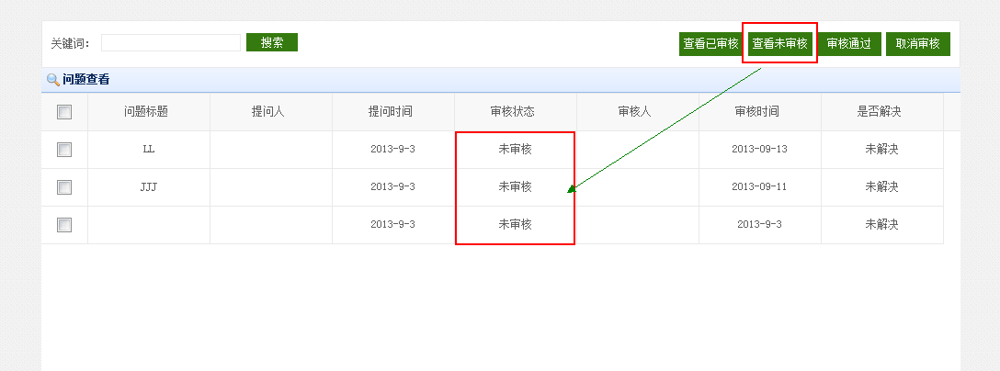 关键词： 搜索 查看已审核 查看未审核 审核通过 取消审核
问题查看
问题标题 提问人 提问时间 审核状态 审核人 审核时间 是否解决
LL 2013-9-3 未审核 2013-09-13 未解决
JJJ 2013-9-3 未审核 2013-09-11 未解决
2013-9-3 未审核 2013-9-3 未解决